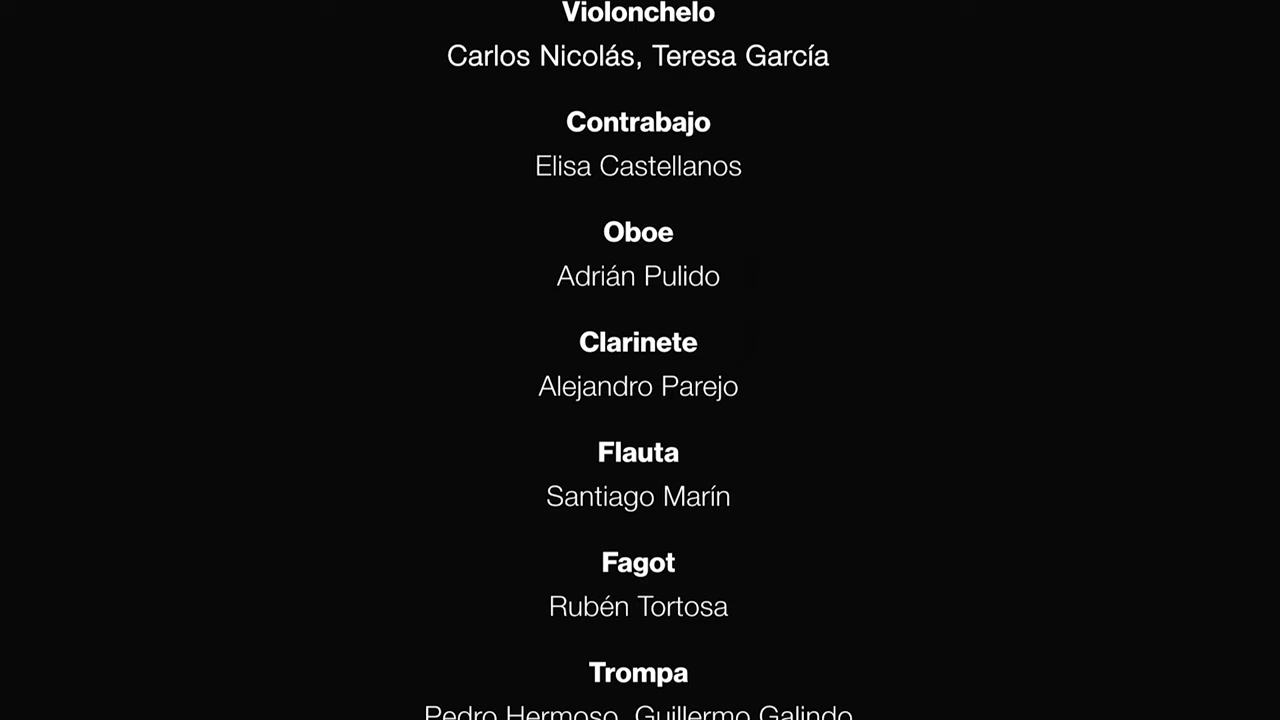 Violonchelo
Carlos Nicolás, Teresa García
Contrabajo
Elisa Castellanos
Oboe
Adrián Pulido
Clarinete
Alejandro Parejo
Flauta
Santiago Marín
Fagot
Rubén Tortosa
Trompa
Pedro Hermoso, Guillermo Galindo